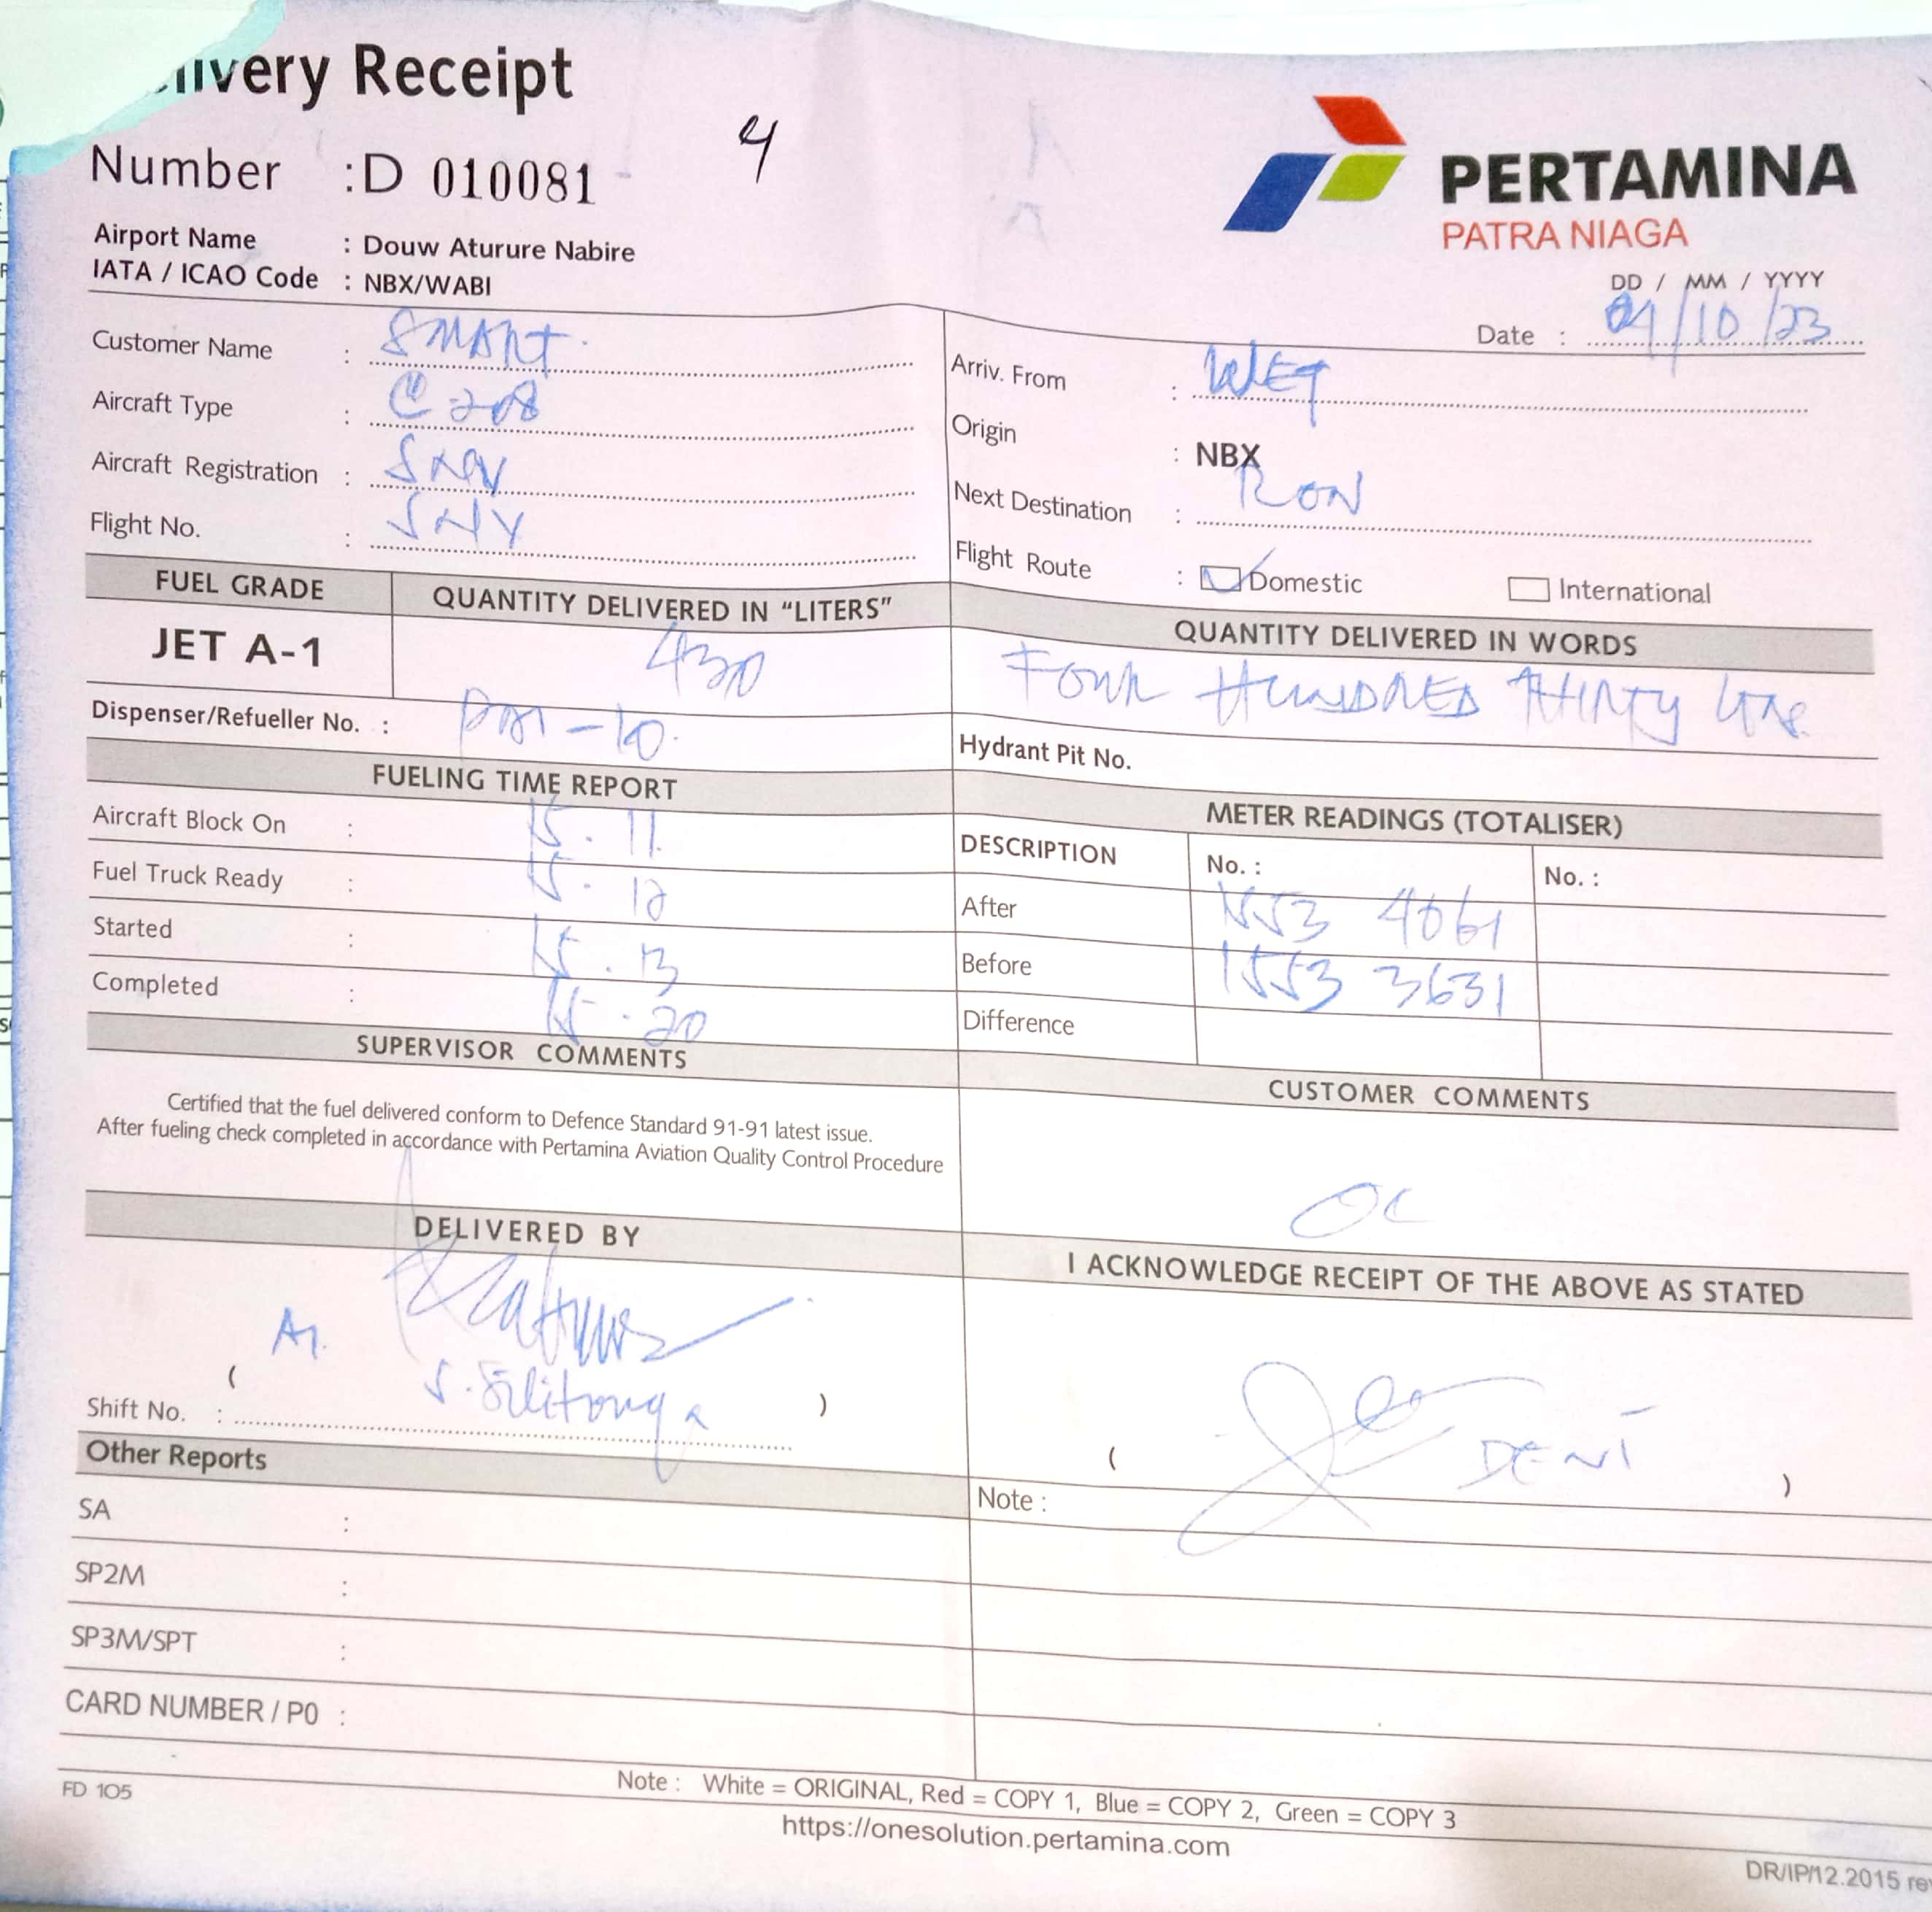 Delivery Receipt
4
Number : D 010081
PERTAMINA
PATRA NIAGA
Airport Name : Douw Aturure Nabire
IATA / ICAO Code : NBX/WABI
DD / MM / YYYY
Date : 04/10/23
Customer Name : SMART.
Arriv. From : WET
Aircraft Type : C 208
Origin : NBX
Aircraft Registration :
Next Destination : RON
Flight No. :
Flight Route : Domestic International
FUEL GRADE QUANTITY DELIVERED IN “LITERS” QUANTITY DELIVERED IN WORDS
JET A-1 430 FOUR HUNDRED THIRTY
Dispenser/Refueller No. :
Hydrant Pit No.
FUELING TIME REPORT METER READINGS (TOTALISER)
Aircraft Block On : 15.11
DESCRIPTION No. : No. :
Fuel Truck Ready : 15.12
After 1553 4061
Started : 15.13
Before 1553 3631
Completed : 15.20
Difference
SUPERVISOR COMMENTS CUSTOMER COMMENTS
Certified that the fuel delivered conform to Defence Standard 91-91 latest issue.
After fueling check completed in accordance with Pertamina Aviation Quality Control Procedure
DELIVERED BY
I ACKNOWLEDGE RECEIPT OF THE ABOVE AS STATED
( S. Silitonga )
( DENI )
Shift No. :
Other Reports Note :
SA :
SP2M :
SP3M/SPT :
CARD NUMBER / P0 :
FD 105
Note : White = ORIGINAL, Red = COPY 1, Blue = COPY 2, Green = COPY 3
https://onesolution.pertamina.com
DR/IP/12.2015